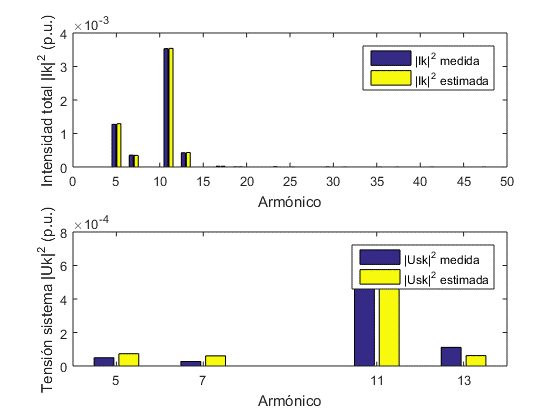 ×10⁻³
Intensidad total |Ik|² (p.u.)
4
3
2
1
0
|Ik|² medida
|Ik|² estimada
0 5 10 15 20 25 30 35 40 45 50
Armónico
×10⁻⁴
Tensión sistema |Uk|² (p.u.)
8
6
4
2
0
|Usk|² medida
|Usk|² estimada
5 7 11 13
Armónico